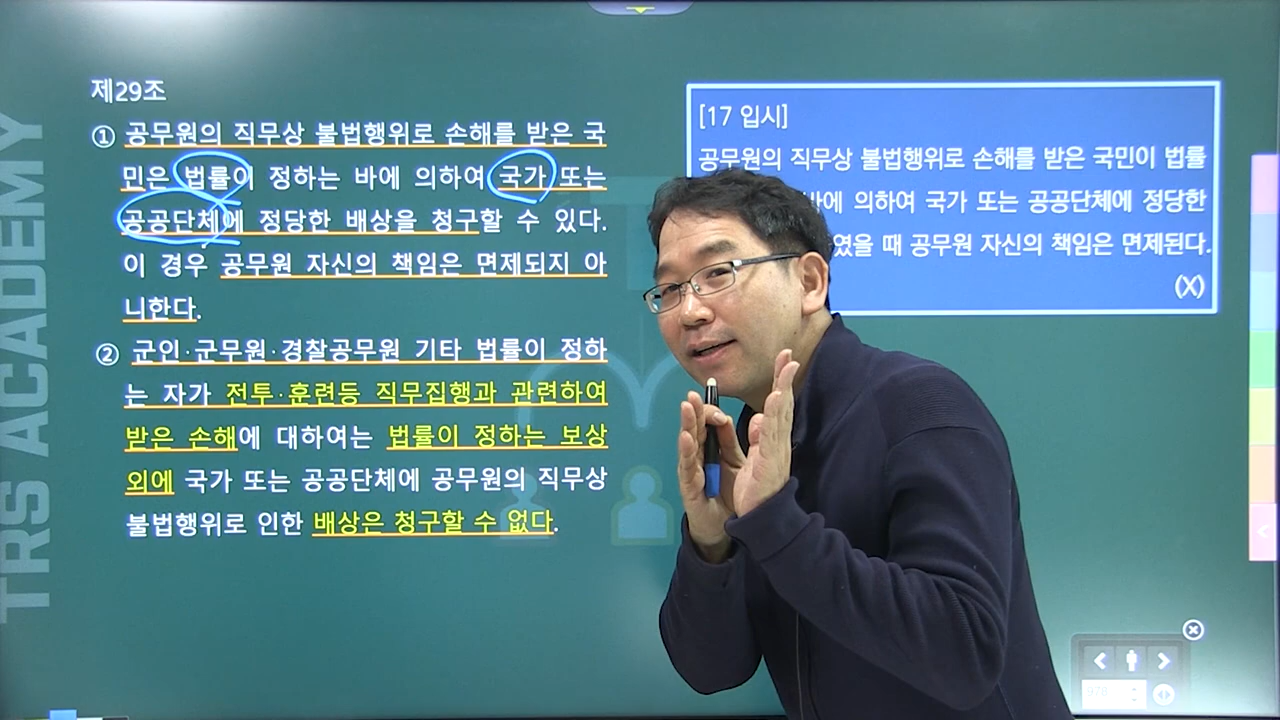 제29조
① 공무원의 직무상 불법행위로 손해를 받은 국
민은 법률이 정하는 바에 의하여 국가 또는
공공단체에 정당한 배상을 청구할 수 있다.
이 경우 공무원 자신의 책임은 면제되지 아
니한다.
② 군인·군무원·경찰공무원 기타 법률이 정하
는 자가 전투·훈련등 직무집행과 관련하여
받은 손해에 대하여는 법률이 정하는 보상
외에 국가 또는 공공단체에 공무원의 직무상
불법행위로 인한 배상은 청구할 수 없다.
[17 입시]
공무원의 직무상 불법행위로 손해를 받은 국민이 법률
바에 의하여 국가 또는 공공단체에 정당한
였을 때 공무원 자신의 책임은 면제된다.
(X)
TRS ACADEMY